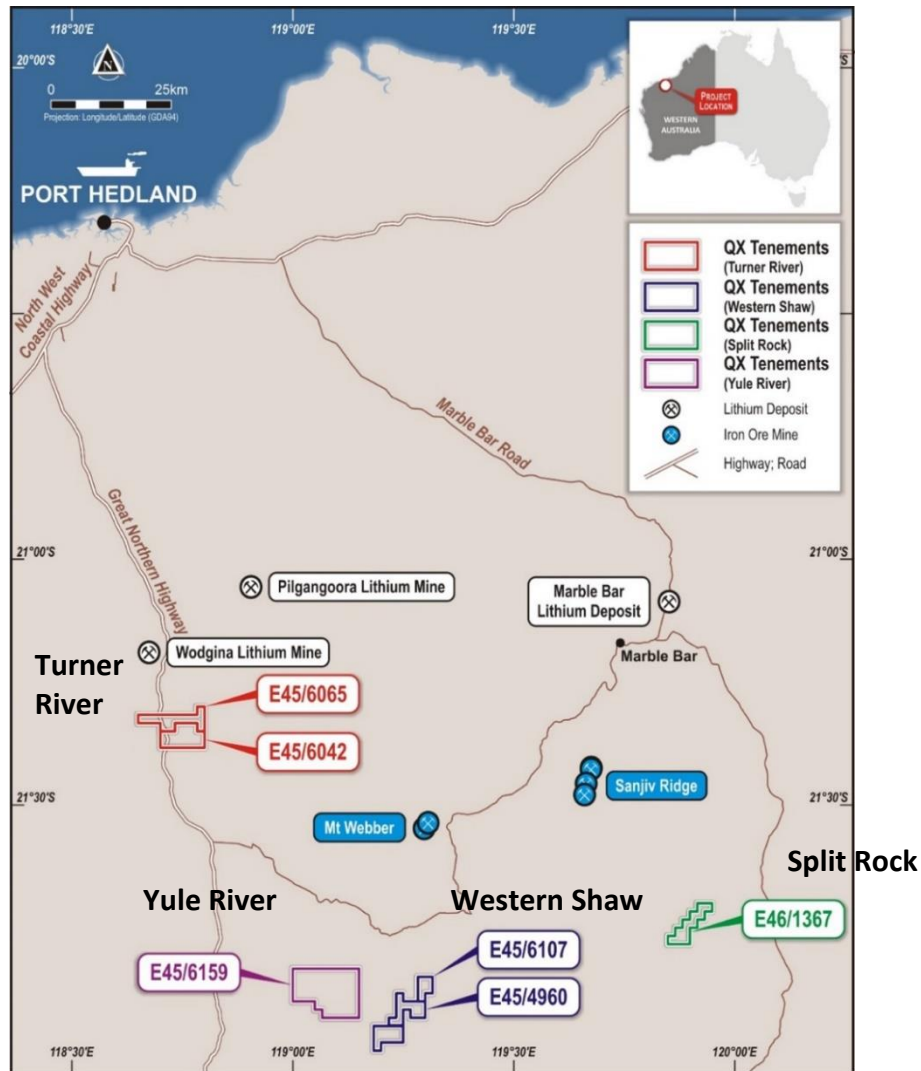 118°30'E
119°00'E
119°30'E
120°00'E
20°00'S
20°00'S
N
0
25km
Projection: Longitude/Latitude (GDA94)
PORT HEDLAND
North West
Coastal Highway
Great Northern Highway
Marble Bar Road
PROJECT
LOCATION
WESTERN
AUSTRALIA
QX Tenements
(Turner River)
QX Tenements
(Western Shaw)
QX Tenements
(Split Rock)
QX Tenements
(Yule River)
Lithium Deposit
Iron Ore Mine
Highway; Road
21°00'S
21°00'S
Pilgangoora Lithium Mine
Marble Bar
Lithium Deposit
Wodgina Lithium Mine
Marble Bar
Turner
River
E45/6065
E45/6042
Sanjiv Ridge
21°30'S
21°30'S
Mt Webber
Split Rock
Yule River
Western Shaw
E46/1367
E45/6107
E45/6159
E45/4960
118°30'E
119°00'E
119°30'E
120°00'E